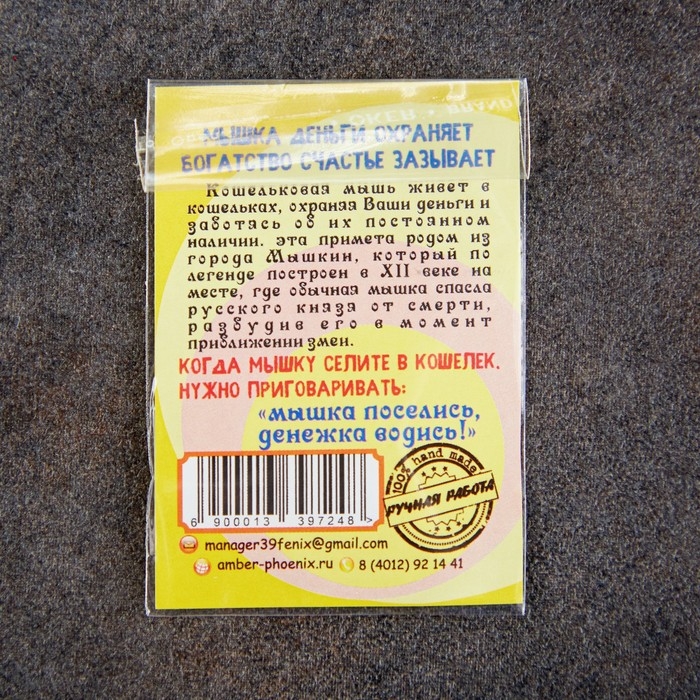 МЫШКА ДЕНЬГИ ОХРАНЯЕТ
БОГАТСТВО СЧАСТЬЕ ЗАЗЫВАЕТ
Кошельковая мышь живет в
кошельках, охраняя Ваши деньги и
заботясь об их постоянном
наличии. эта примета родом из
города Мышкин, который по
легенде построен в XII веке на
месте, где обычная мышка спасла
русского князя от смерти,
разбудив его в момент
приближении змеи.
КОГДА МЫШКУ СЕЛИТЕ В КОШЕЛЕК.
НУЖНО ПРИГОВАРИВАТЬ:
«мышка поселись,
денежка водись!»
100% hand made
РУЧНАЯ РАБОТА
6 900013 397248
manager39fenix@gmail.com
amber-phoenix.ru 8 (4012) 92 14 41